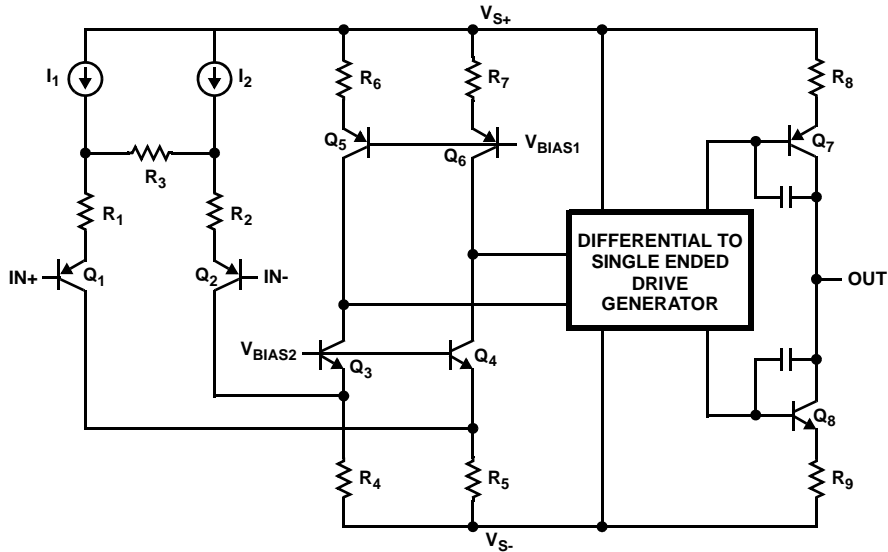 VS+
I1
I2
R6
R7
R8
Q5
Q6
VBIAS1
Q7
R3
R1
R2
IN+
Q1
Q2
IN-
DIFFERENTIAL TO
SINGLE ENDED
DRIVE
GENERATOR
OUT
VBIAS2
Q3
Q4
Q8
R4
R5
R9
VS-